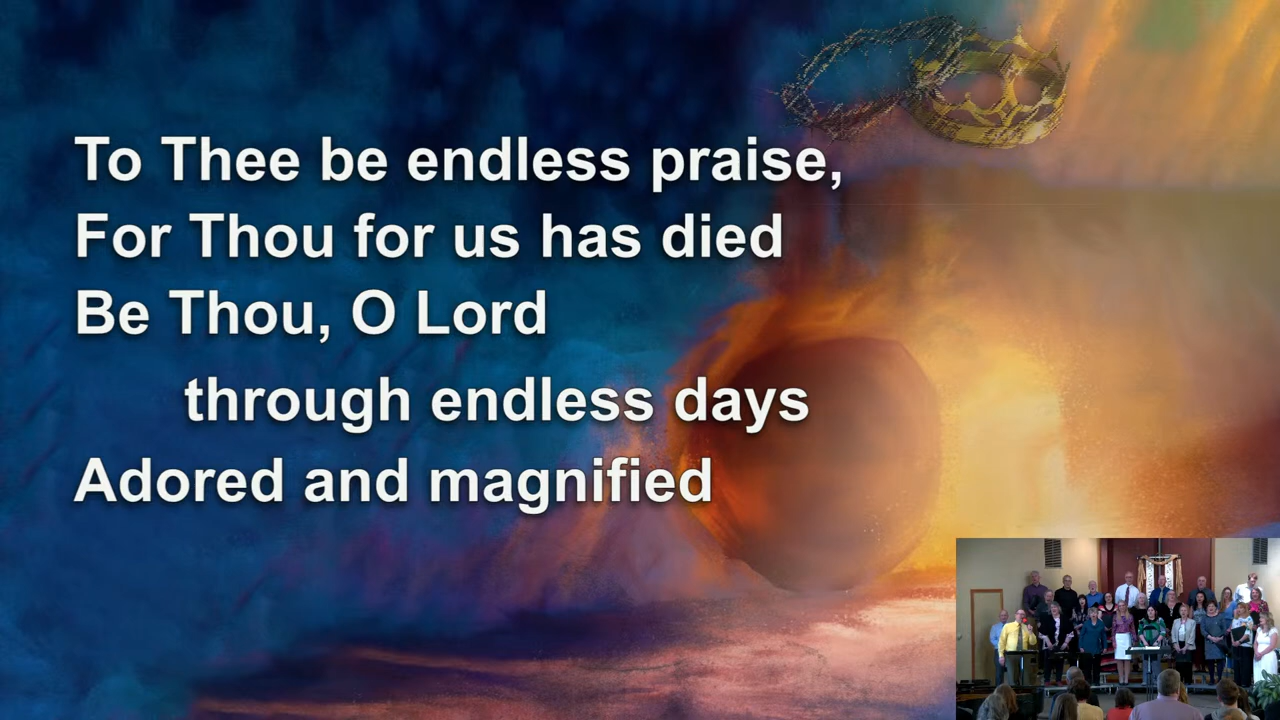 To Thee be endless praise,
For Thou for us has died
Be Thou, O Lord
through endless days
Adored and magnified